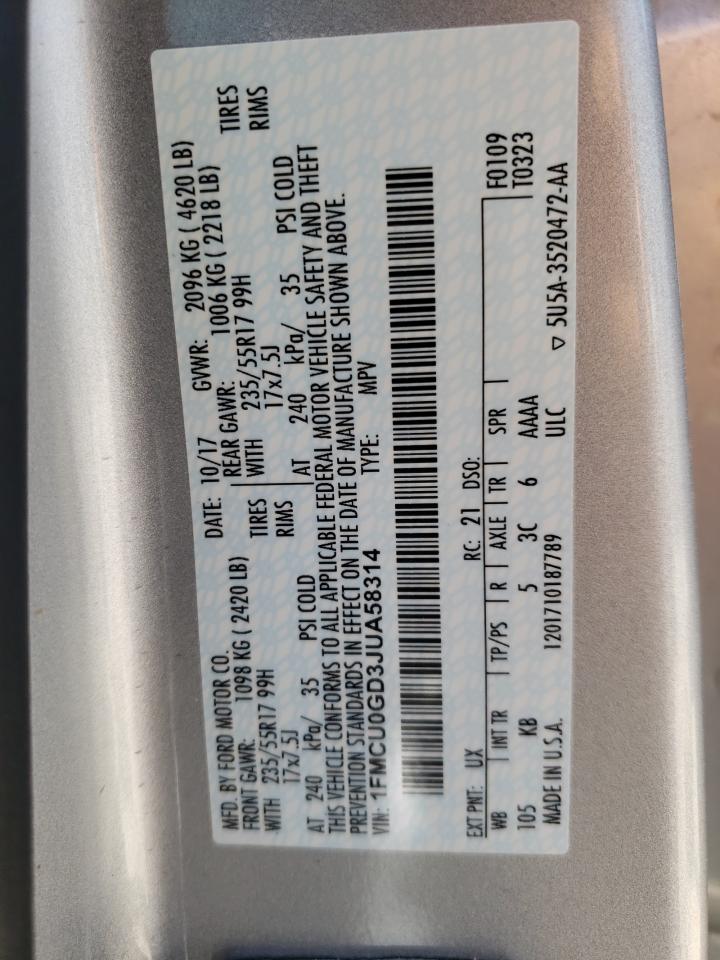 MFD. BY FORD MOTOR CO. DATE: 10/17 GVWR: 2096 KG ( 4620 LB)
FRONT GAWR: 1098 KG ( 2420 LB) REAR GAWR: 1006 KG ( 2218 LB)
WITH 235/55R17 99H TIRES WITH 235/55R17 99H TIRES
17x7.5J RIMS 17x7.5J RIMS
AT 240 kPa/ 35 PSI COLD AT 240 kPa/ 35 PSI COLD
THIS VEHICLE CONFORMS TO ALL APPLICABLE FEDERAL MOTOR VEHICLE SAFETY AND THEFT
PREVENTION STANDARDS IN EFFECT ON THE DATE OF MANUFACTURE SHOWN ABOVE.
VIN: 1FMCU0GD3JUA58314 TYPE: MPV
EXT PNT: UX RC: 21 DSO:
WB INT TR TP/PS R AXLE TR SPR F0109
105 KB 5 3C 6 AAAA T0323
MADE IN U.S.A. 1201710187789 ULC ▽ 5U5A-3520472-AA